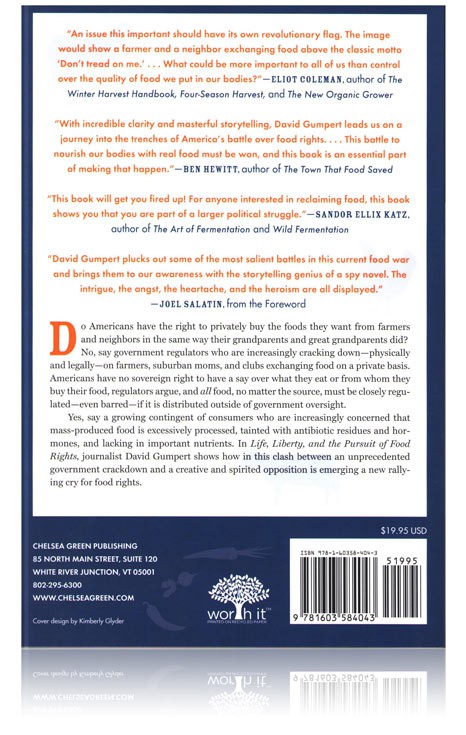 "An issue this important should have its own revolutionary flag. The image
would show a farmer and a neighbor exchanging food above the classic motto
'Don't tread on me.' . . . What could be more important to all of us than control
over the quality of food we put in our bodies?"—ELIOT COLEMAN, author of The
Winter Harvest Handbook, Four-Season Harvest, and The New Organic Grower
"With incredible clarity and masterful storytelling, David Gumpert leads us on a
journey into the trenches of America's battle over food rights. . . . This battle to
nourish our bodies with real food must be won, and this book is an essential part
of making that happen."—BEN HEWITT, author of The Town That Food Saved
"This book will get you fired up! For anyone interested in reclaiming food, this book
shows you that you are part of a larger political struggle."—SANDOR ELLIX KATZ,
author of The Art of Fermentation and Wild Fermentation
"David Gumpert plucks out some of the most salient battles in this current food war
and brings them to our awareness with the storytelling genius of a spy novel. The
intrigue, the angst, the heartache, and the heroism are all displayed."
—JOEL SALATIN, from the Foreword
Do Americans have the right to privately buy the foods they want from farmers
and neighbors in the same way their grandparents and great grandparents did?
No, say government regulators who are increasingly cracking down—physically
and legally—on farmers, suburban moms, and clubs exchanging food on a private basis.
Americans have no sovereign right to have a say over what they eat or from whom they
buy their food, regulators argue, and all food, no matter the source, must be closely regu-
lated—even barred—if it is distributed outside of government oversight.
Yes, say a growing contingent of consumers who are increasingly concerned that
mass-produced food is excessively processed, tainted with antibiotic residues and hor-
mones, and lacking in important nutrients. In Life, Liberty, and the Pursuit of Food
Rights, journalist David Gumpert shows how in this clash between an unprecedented
government crackdown and a creative and spirited opposition is emerging a new rally-
ing cry for food rights.
$19.95 USD
CHELSEA GREEN PUBLISHING
85 NORTH MAIN STREET, SUITE 120
WHITE RIVER JUNCTION, VT 05001
802-295-6300
WWW.CHELSEAGREEN.COM
Cover design by Kimberly Glyder
worth it™
PRINTED ON RECYCLED PAPER
ISBN 978-1-60358-404-3
51995
9 781603 584043